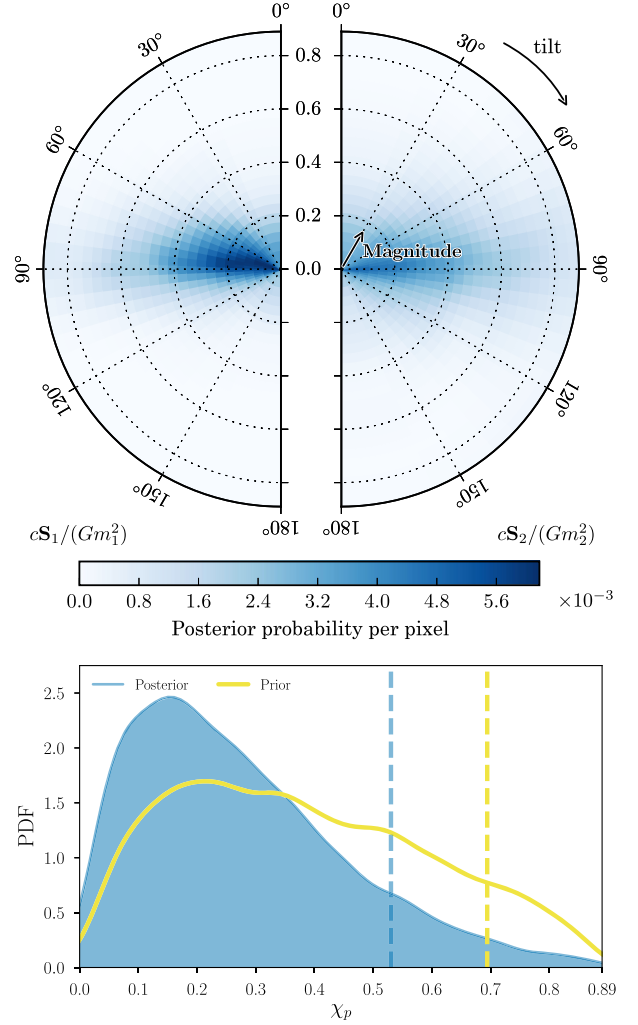 0° 0°
30° 0.8 30° tilt
60° 0.6 60°
0.4
0.2
Magnitude
90° 0.0 90°
120° 120°
150° 150°
180° 180°
cS₁/(Gm₁²) cS₂/(Gm₂²)
0.0 0.8 1.6 2.4 3.2 4.0 4.8 5.6 ×10⁻³
Posterior probability per pixel
Posterior Prior
2.5
2.0
1.5
1.0
0.5
0.0
PDF
0.0 0.1 0.2 0.3 0.4 0.5 0.6 0.7 0.8 0.89
χₚ